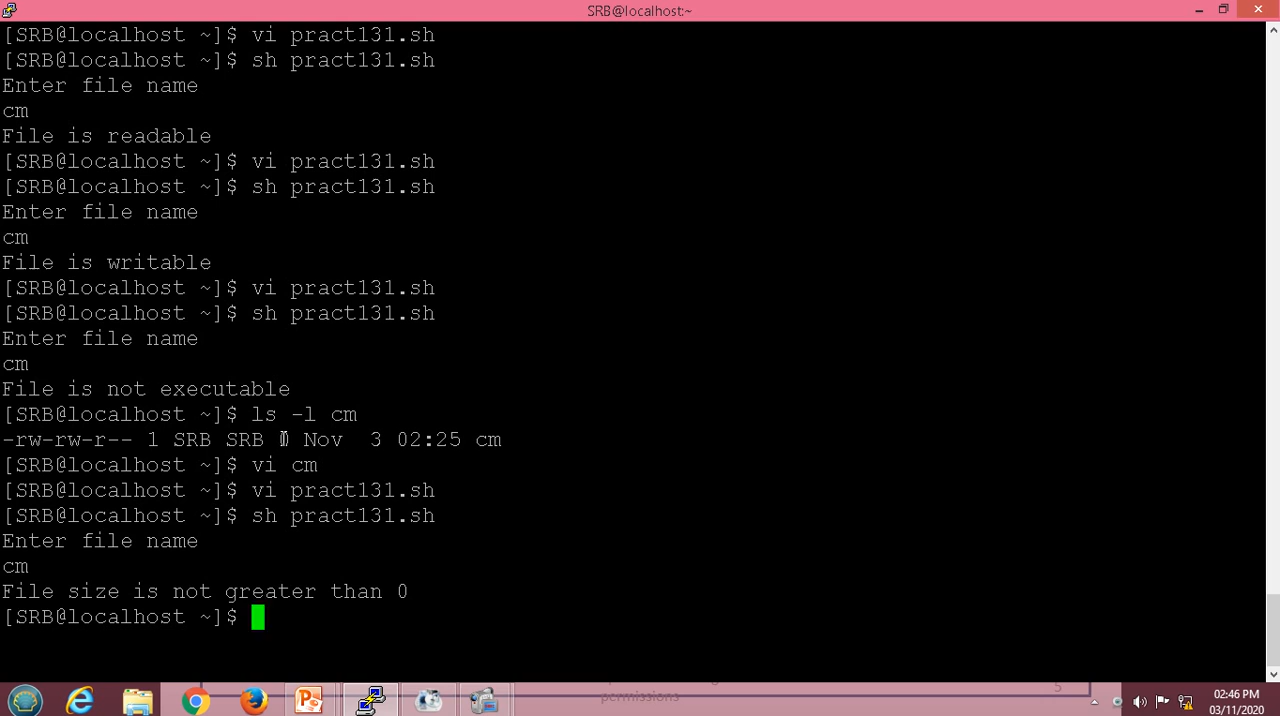 SRB@localhost:~
[SRB@localhost ~]$ vi pract131.sh
[SRB@localhost ~]$ sh pract131.sh
Enter file name
cm
File is readable
[SRB@localhost ~]$ vi pract131.sh
[SRB@localhost ~]$ sh pract131.sh
Enter file name
cm
File is writable
[SRB@localhost ~]$ vi pract131.sh
[SRB@localhost ~]$ sh pract131.sh
Enter file name
cm
File is not executable
[SRB@localhost ~]$ ls -l cm
-rw-rw-r-- 1 SRB SRB 0 Nov  3 02:25 cm
[SRB@localhost ~]$ vi cm
[SRB@localhost ~]$ vi pract131.sh
[SRB@localhost ~]$ sh pract131.sh
Enter file name
cm
File size is not greater than 0
[SRB@localhost ~]$
permissions
5
02:46 PM
03/11/2020